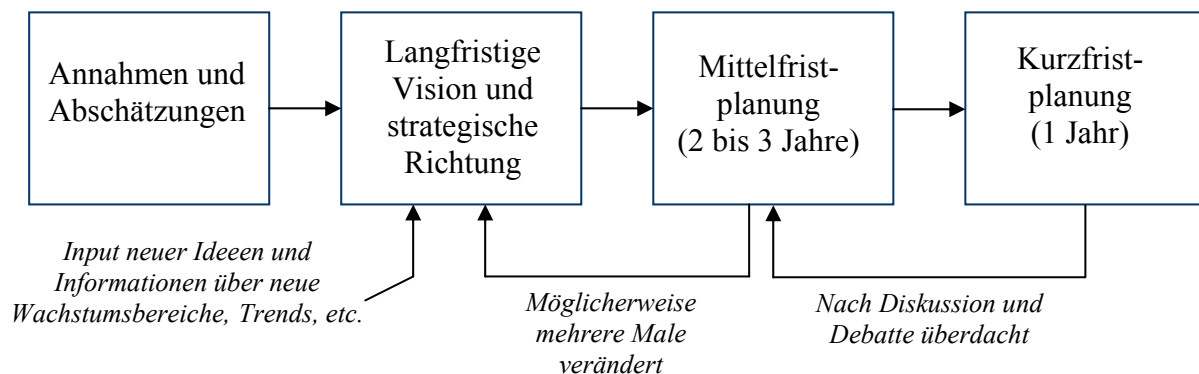 Annahmen und
Abschätzungen
Langfristige
Vision und
strategische
Richtung
Mittelfrist-
planung
(2 bis 3 Jahre)
Kurzfrist-
planung
(1 Jahr)
Input neuer Ideeen und
Informationen über neue
Wachstumsbereiche, Trends, etc.
Möglicherweise
mehrere Male
verändert
Nach Diskussion und
Debatte überdacht